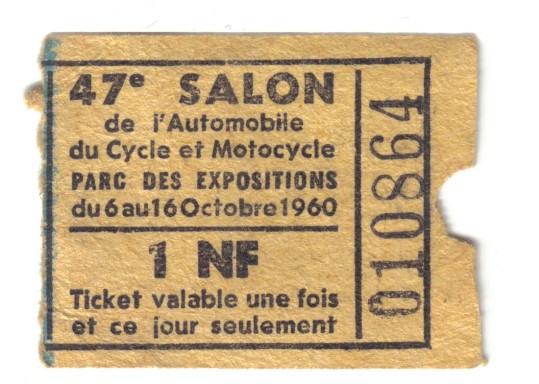 47e SALON
de l'Automobile
du Cycle et Motocycle
PARC DES EXPOSITIONS
du 6 au 16 Octobre 1960
1 NF
Ticket valable une fois
et ce jour seulement
010864